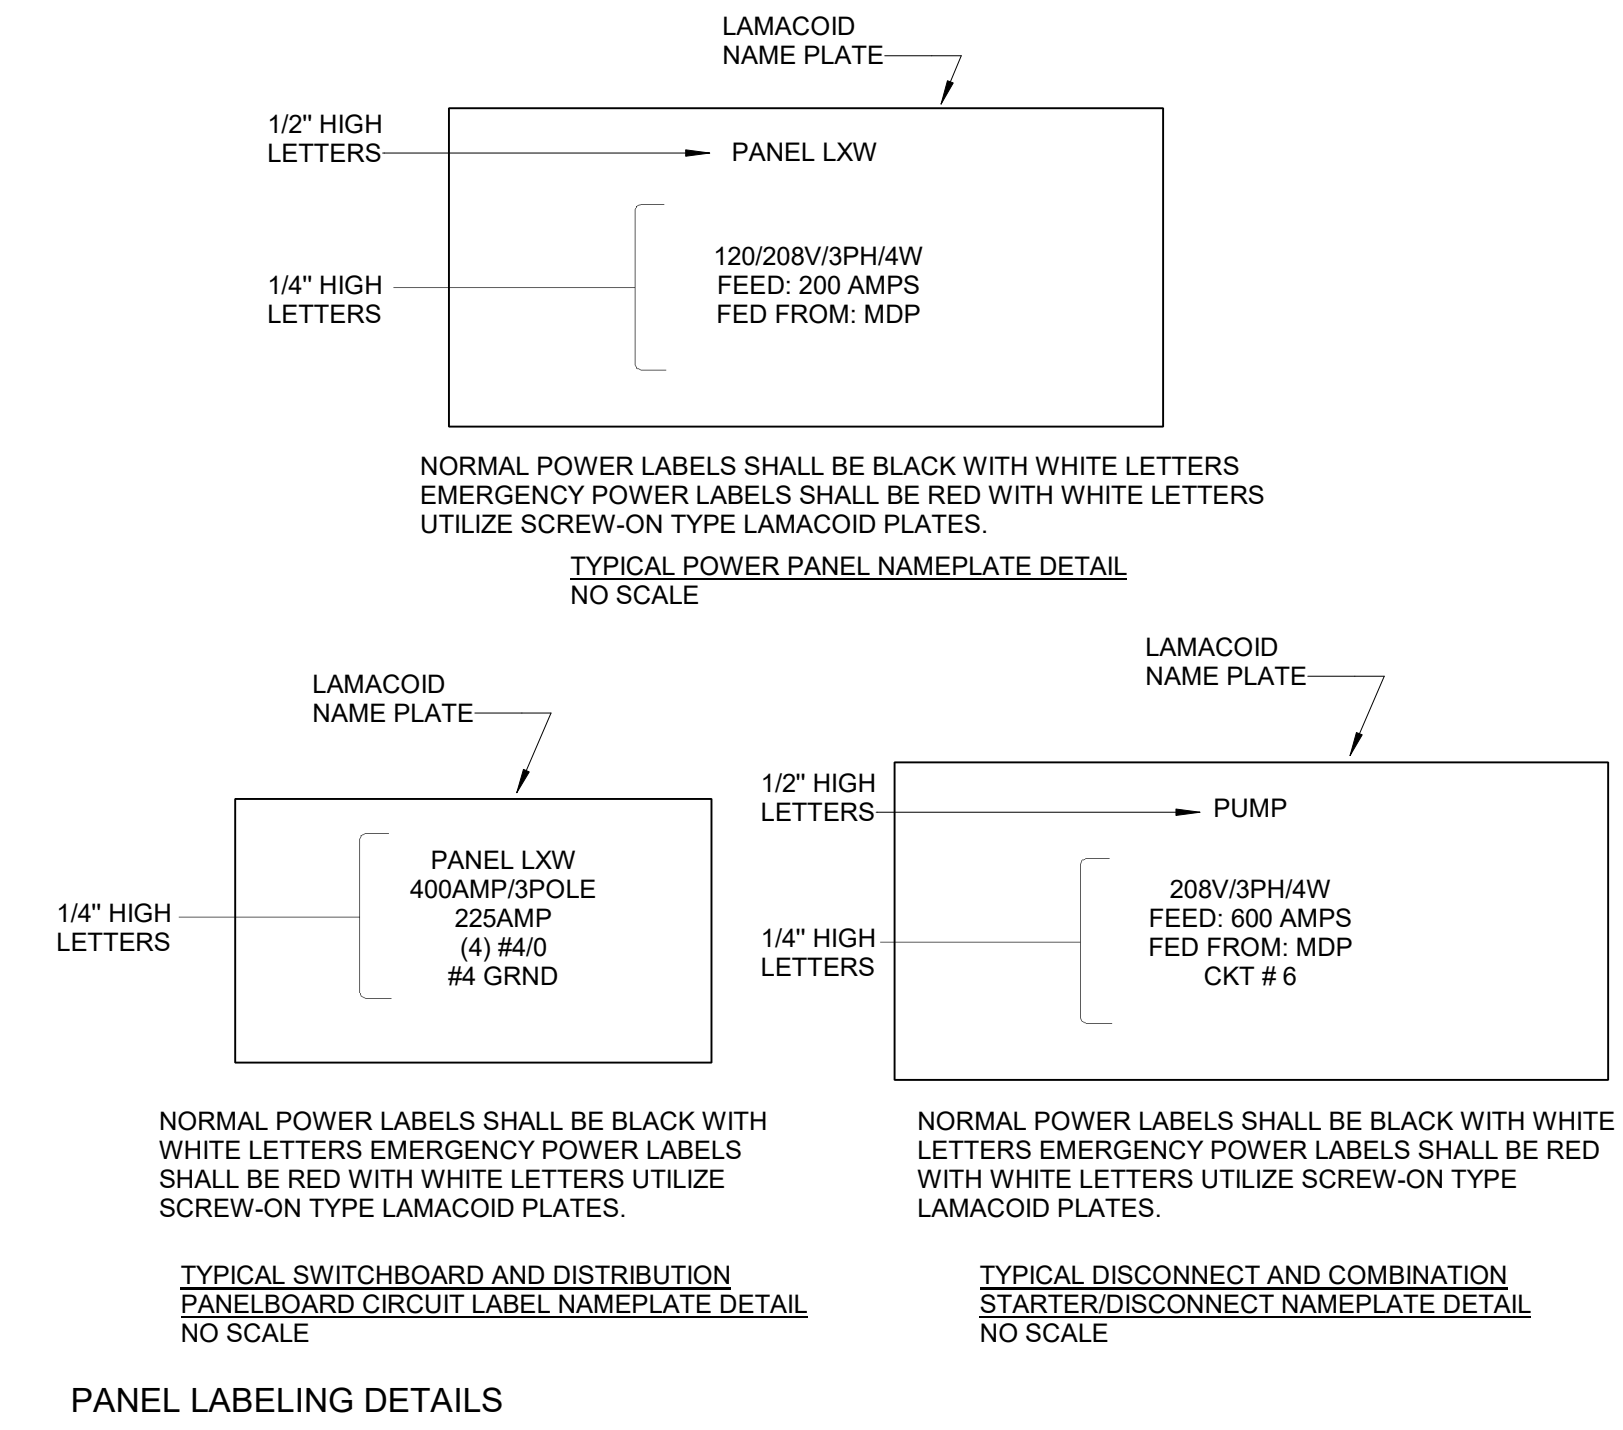 LAMACOID
NAME PLATE
1/2" HIGH
LETTERS
PANEL LXW
1/4" HIGH
LETTERS
120/208V/3PH/4W
FEED: 200 AMPS
FED FROM: MDP
NORMAL POWER LABELS SHALL BE BLACK WITH WHITE LETTERS
EMERGENCY POWER LABELS SHALL BE RED WITH WHITE LETTERS
UTILIZE SCREW-ON TYPE LAMACOID PLATES.
TYPICAL POWER PANEL NAMEPLATE DETAIL
NO SCALE
LAMACOID
NAME PLATE
1/4" HIGH
LETTERS
PANEL LXW
400AMP/3POLE
225AMP
(4) #4/0
#4 GRND
NORMAL POWER LABELS SHALL BE BLACK WITH
WHITE LETTERS EMERGENCY POWER LABELS
SHALL BE RED WITH WHITE LETTERS UTILIZE
SCREW-ON TYPE LAMACOID PLATES.
TYPICAL SWITCHBOARD AND DISTRIBUTION
PANELBOARD CIRCUIT LABEL NAMEPLATE DETAIL
NO SCALE
LAMACOID
NAME PLATE
1/2" HIGH
LETTERS
PUMP
1/4" HIGH
LETTERS
208V/3PH/4W
FEED: 600 AMPS
FED FROM: MDP
CKT # 6
NORMAL POWER LABELS SHALL BE BLACK WITH WHITE
LETTERS EMERGENCY POWER LABELS SHALL BE RED
WITH WHITE LETTERS UTILIZE SCREW-ON TYPE
LAMACOID PLATES.
TYPICAL DISCONNECT AND COMBINATION
STARTER/DISCONNECT NAMEPLATE DETAIL
NO SCALE
PANEL LABELING DETAILS